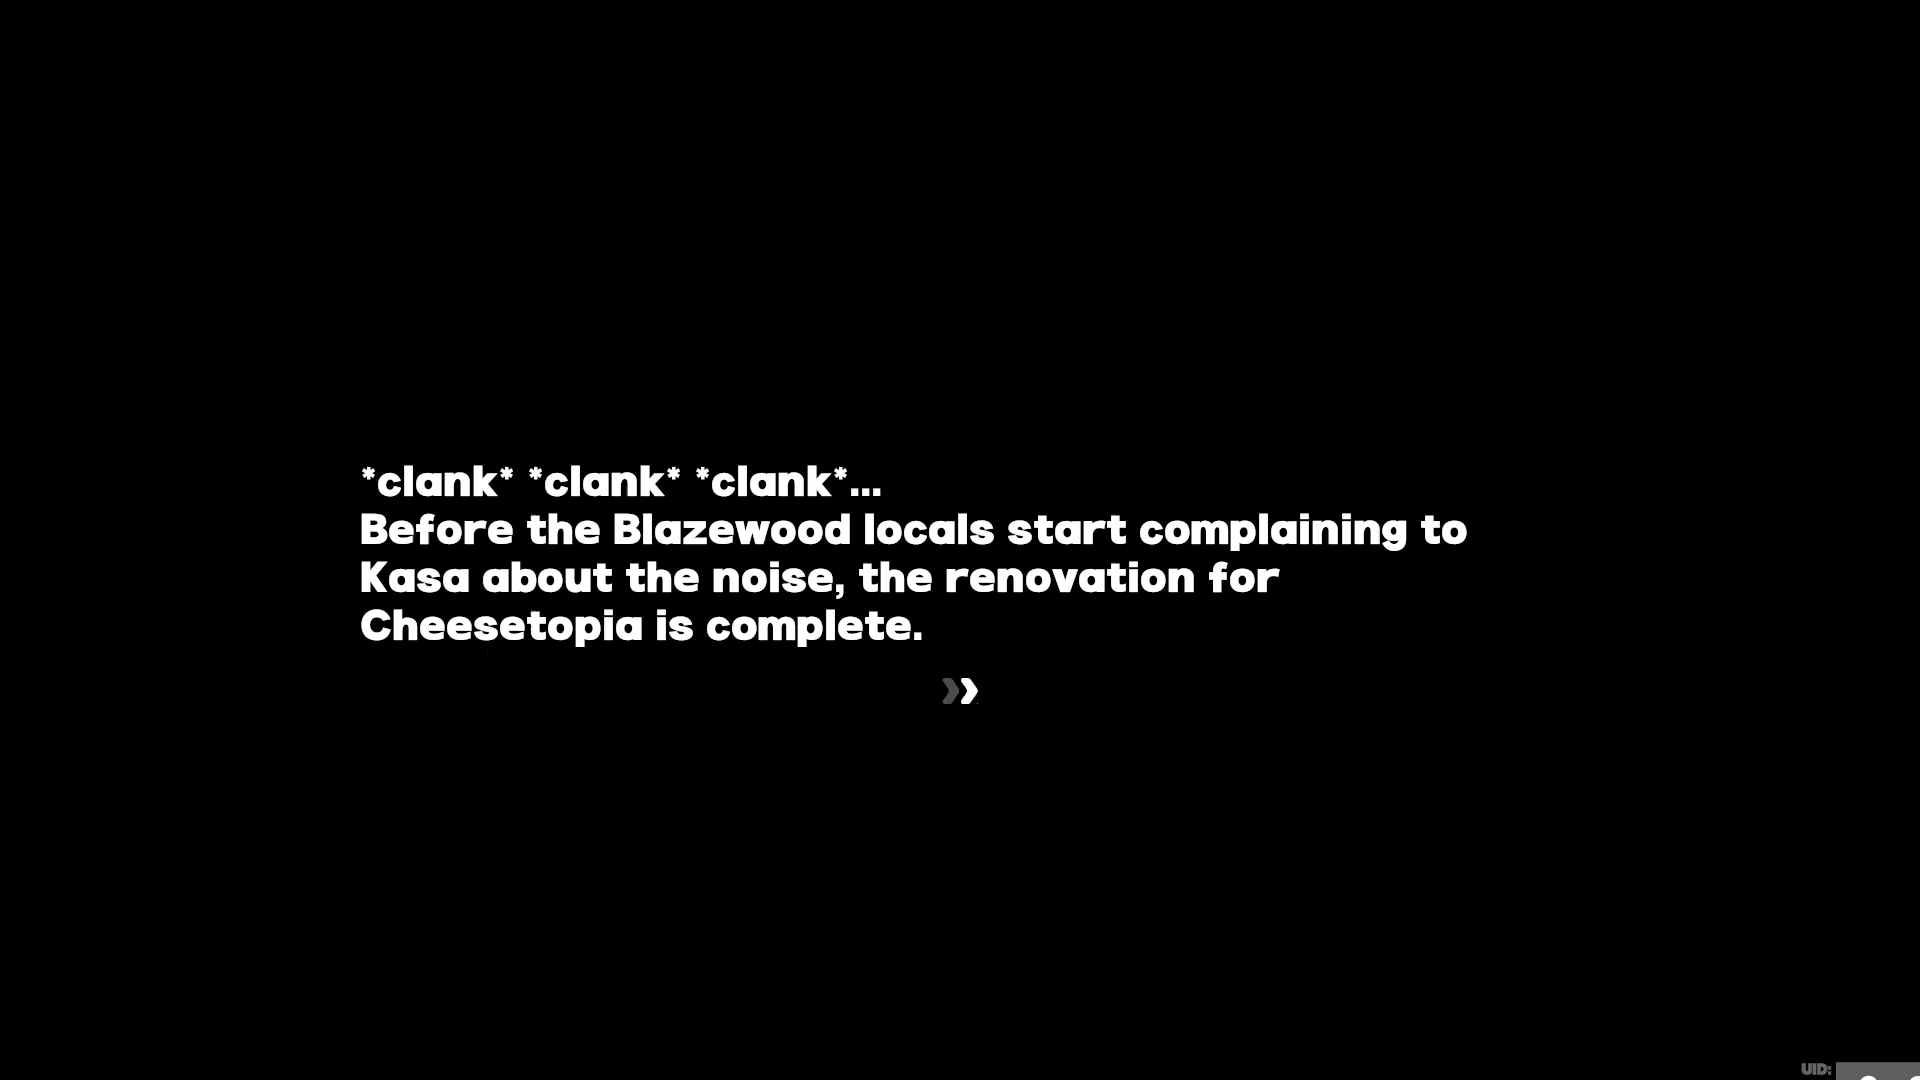 *clank* *clank* *clank*...
Before the Blazewood locals start complaining to
Kasa about the noise, the renovation for
Cheesetopia is complete.
UID: